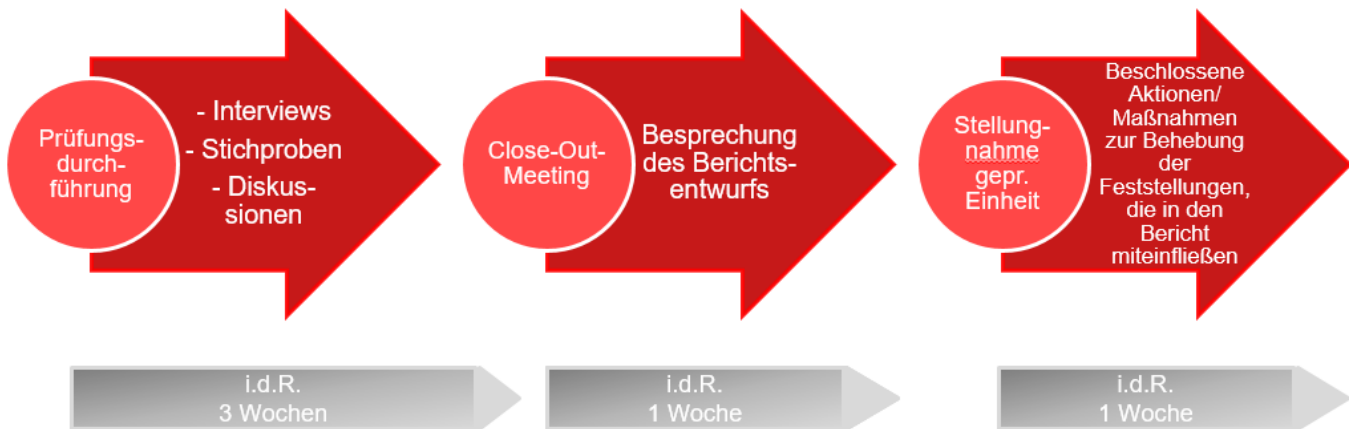 Prüfungs-
durch-
führung
- Interviews
- Stichproben
- Diskus-
sionen
Close-Out-
Meeting
Besprechung
des Berichts-
entwurfs
Stellung-
nahme
gepr.
Einheit
Beschlossene
Aktionen/
Maßnahmen
zur Behebung
der
Feststellungen,
die in den
Bericht
miteinfließen
i.d.R.
3 Wochen
i.d.R.
1 Woche
i.d.R.
1 Woche